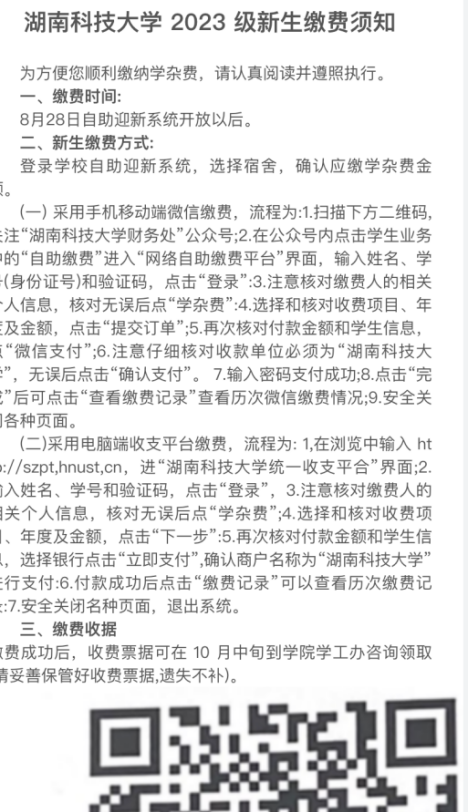 湖南科技大学 2023 级新生缴费须知
为方便您顺利缴纳学杂费，请认真阅读并遵照执行。
一、缴费时间:
8月28日自助迎新系统开放以后。
二、新生缴费方式:
登录学校自助迎新系统，选择宿舍，确认应缴学杂费金
。
(一) 采用手机移动端微信缴费，流程为:1.扫描下方二维码,
注“湖南科技大学财务处”公众号;2.在公众号内点击学生业务
的“自助缴费”进入“网络自助缴费平台”界面，输入姓名、学
(身份证号)和验证码，点击“登录”:3.注意核对缴费人的相关
人信息，核对无误后点“学杂费”:4.选择和核对收费项目、年
及金额，点击“提交订单”;5.再次核对付款金额和学生信息，
“微信支付”;6.注意仔细核对收款单位必须为“湖南科技大
”，无误后点击“确认支付”。 7.输入密码支付成功;8.点击“完
”后可点击“查看缴费记录”查看历次微信缴费情况;9.安全关
各种页面。
(二)采用电脑端收支平台缴费，流程为: 1,在浏览中输入 ht
://szpt,hnust,cn，进“湖南科技大学统一收支平合”界面;2.
入姓名、学号和验证码，点击“登录”，3.注意核对缴费人的
关个人信息，核对无误后点“学杂费”;4.选择和核对收费项
、年度及金额，点击“下一步”:5.再次核对付款金额和学生信
，选择银行点击“立即支付”,确认商户名称为“湖南科技大学”
行支付:6.付款成功后点击“缴费记录”可以查看历次缴费记
:7.安全关闭名种页面，退出系统。
三、缴费收据
费成功后，收费票据可在 10 月中旬到学院学工办咨询领取
请妥善保管好收费票据,遗失不补)。